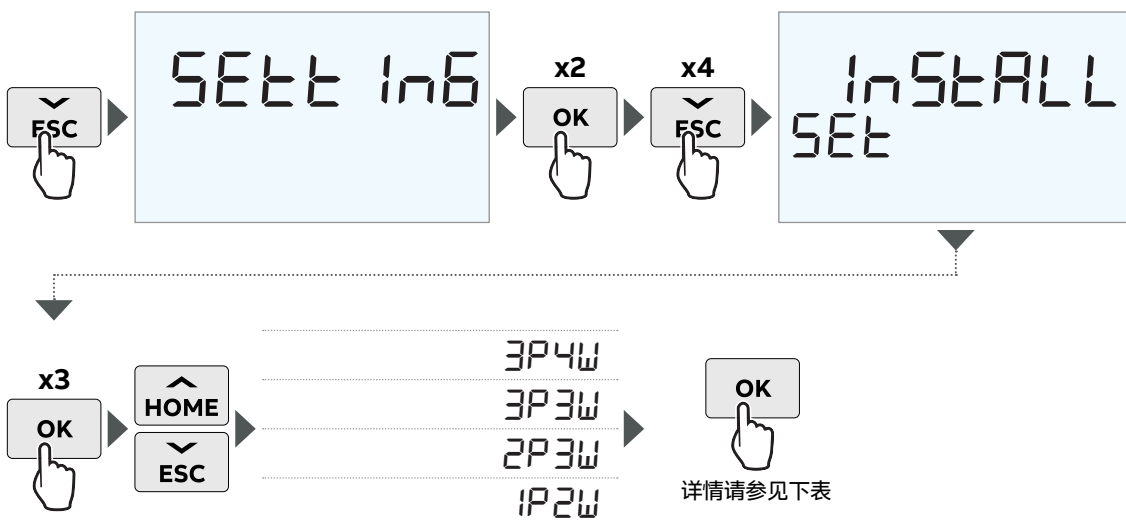 ESC
SEtt InG
x2
OK
x4
ESC
InStALL
SEt
x3
OK
HOME
ESC
3P4W
3P3W
2P3W
1P2W
OK
详情请参见下表